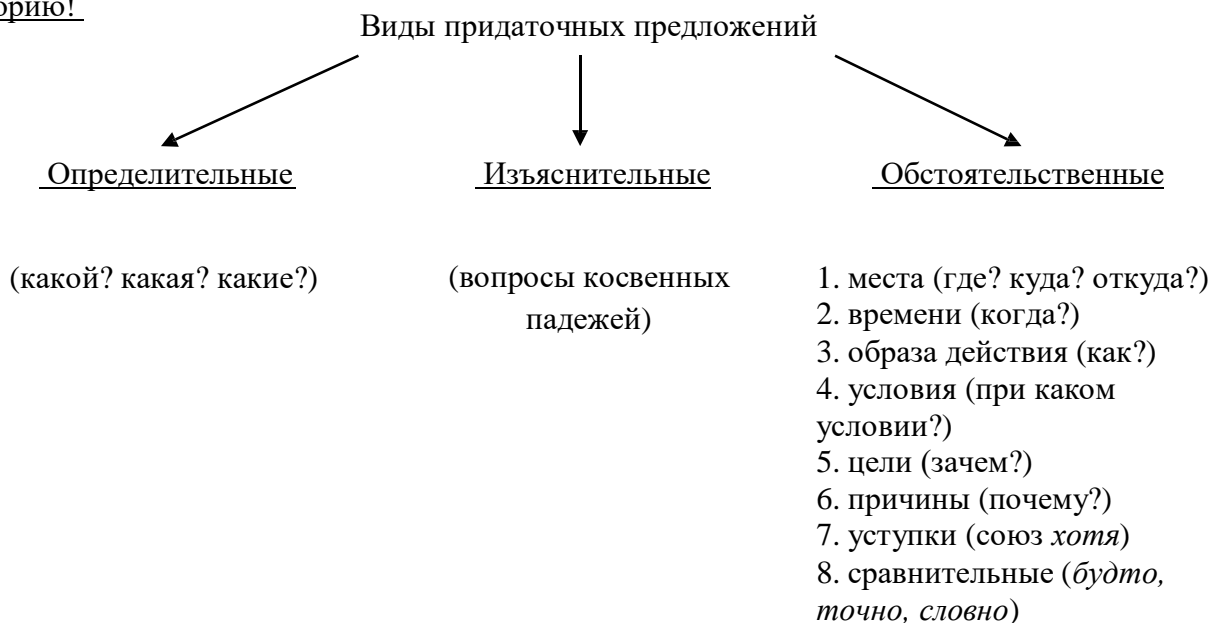 орию!
Виды придаточных предложений
Определительные
Изъяснительные
Обстоятельственные
(какой? какая? какие?)
(вопросы косвенных
падежей)
1. места (где? куда? откуда?)
2. времени (когда?)
3. образа действия (как?)
4. условия (при каком
условии?)
5. цели (зачем?)
6. причины (почему?)
7. уступки (союз хотя)
8. сравнительные (будто,
точно, словно)